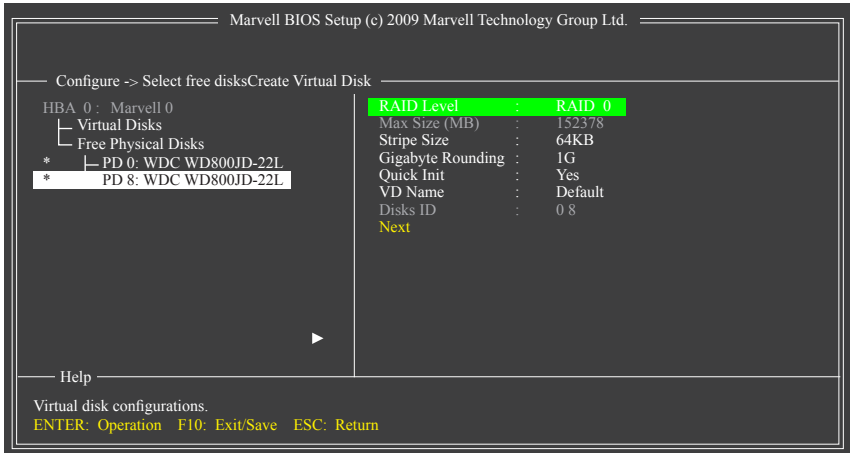 Marvell BIOS Setup (c) 2009 Marvell Technology Group Ltd.
Configure -> Select free disksCreate Virtual Disk
HBA 0 : Marvell 0
Virtual Disks
Free Physical Disks
* PD 0: WDC WD800JD-22L
* PD 8: WDC WD800JD-22L
RAID Level : RAID 0
Max Size (MB) : 152378
Stripe Size : 64KB
Gigabyte Rounding : 1G
Quick Init : Yes
VD Name : Default
Disks ID : 0 8
Next
Help
Virtual disk configurations.
ENTER: Operation F10: Exit/Save ESC: Return